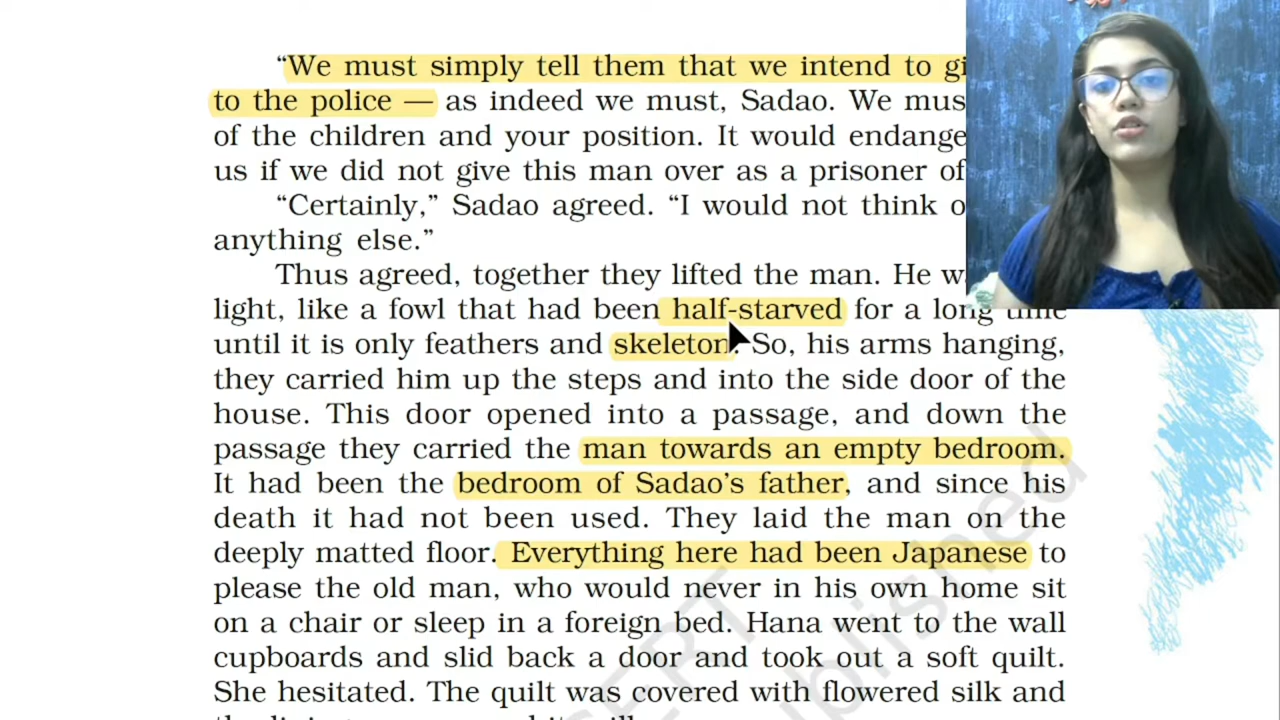 “We must simply tell them that we intend to
to the police — as indeed we must, Sadao. We
of the children and your position. It would
us if we did not give this man over as a prisoner of
“Certainly,” Sadao agreed. “I would not think
anything else.”
Thus agreed, together they lifted the man. He
light, like a fowl that had been half-starved for a long time
until it is only feathers and skeleton. So, his arms hanging,
they carried him up the steps and into the side door of the
house. This door opened into a passage, and down the
passage they carried the man towards an empty bedroom.
It had been the bedroom of Sadao’s father, and since his
death it had not been used. They laid the man on the
deeply matted floor. Everything here had been Japanese to
please the old man, who would never in his own home sit
on a chair or sleep in a foreign bed. Hana went to the wall
cupboards and slid back a door and took out a soft quilt.
She hesitated. The quilt was covered with flowered silk and